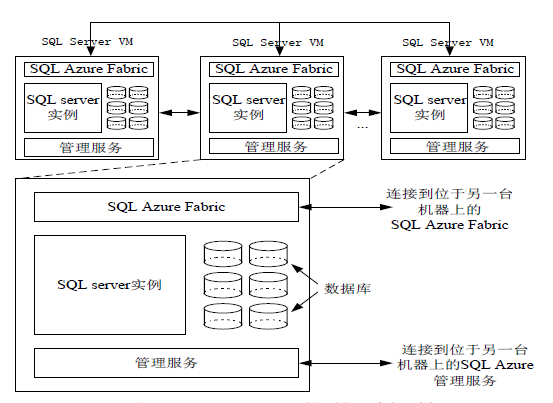 SQL Server VM
SQL Server VM
SQL Server VM
SQL Azure Fabric
SQL Azure Fabric
SQL Azure Fabric
SQL server
实例
SQL server
实例
SQL server
实例
...
管理服务
管理服务
管理服务
SQL Azure Fabric
连接到位于另一台
机器上的
SQL Azure Fabric
SQL server实例
数据库
管理服务
连接到位于另一台
机器上的SQL Azure
管理服务